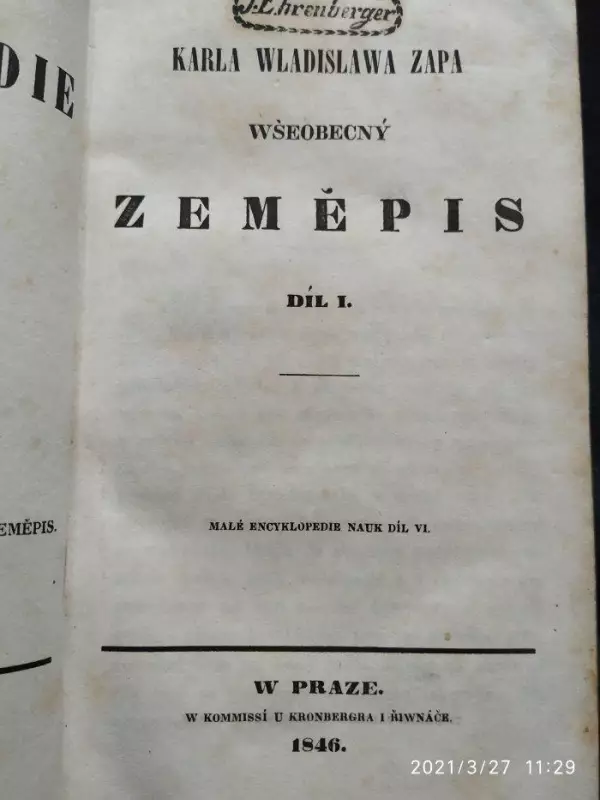 DIE
EMĚPIS.
J. Ehrenberger
KARLA WLADISLAWA ZAPA
WŠEOBECNÝ
ZEMĚPIS
DÍL I.
MALÉ ENCYKLOPEDIE NAUK DÍL VI.
W PRAZE.
W KOMMISSÍ U KRONBERGRA I ŘIWNÁČE.
1846.
2021/3/27 11:29